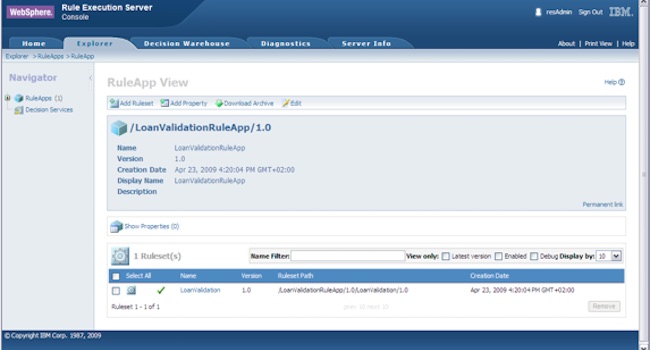 WebSphere. Rule Execution Server
Console
resAdmin Sign Out IBM.
Home Explorer Decision Warehouse Diagnostics Server Info
About | Print View | Help
Explorer > RuleApps > RuleApp
Navigator
RuleApps (1)
Decision Services
RuleApp View
Help
Add Ruleset Add Property Download Archive Edit
/LoanValidationRuleApp/1.0
Name LoanValidationRuleApp
Version 1.0
Creation Date Apr 23, 2009 4:20:04 PM GMT+02:00
Display Name LoanValidationRuleApp
Description
Permanent link
Show Properties (0)
1 Ruleset(s) Name Filter: View only: Latest version Enabled Debug Display by: 10
Select All Name Version Ruleset Path Creation Date
LoanValidation 1.0 /LoanValidationRuleApp/1.0/LoanValidation/1.0 Apr 23, 2009 4:20:04 PM GMT+02:00
Ruleset 1 - 1 of 1 prev 10 next 10 Remove
© Copyright IBM Corp. 1987, 2009